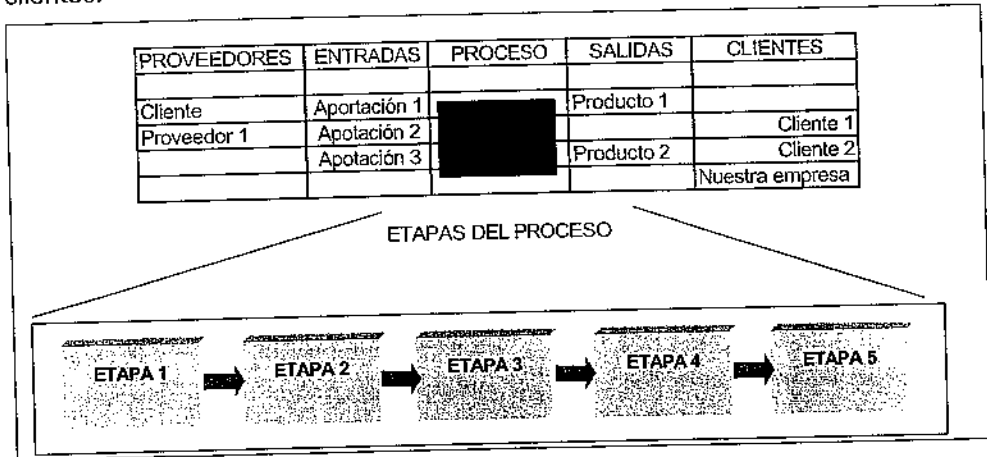 PROVEEDORES ENTRADAS PROCESO SALIDAS CLIENTES
Cliente Aportación 1 Producto 1
Proveedor 1 Apotación 2 Cliente 1
Apotación 3 Producto 2 Cliente 2
Nuestra empresa
ETAPAS DEL PROCESO
ETAPA 1 ETAPA 2 ETAPA 3 ETAPA 4 ETAPA 5